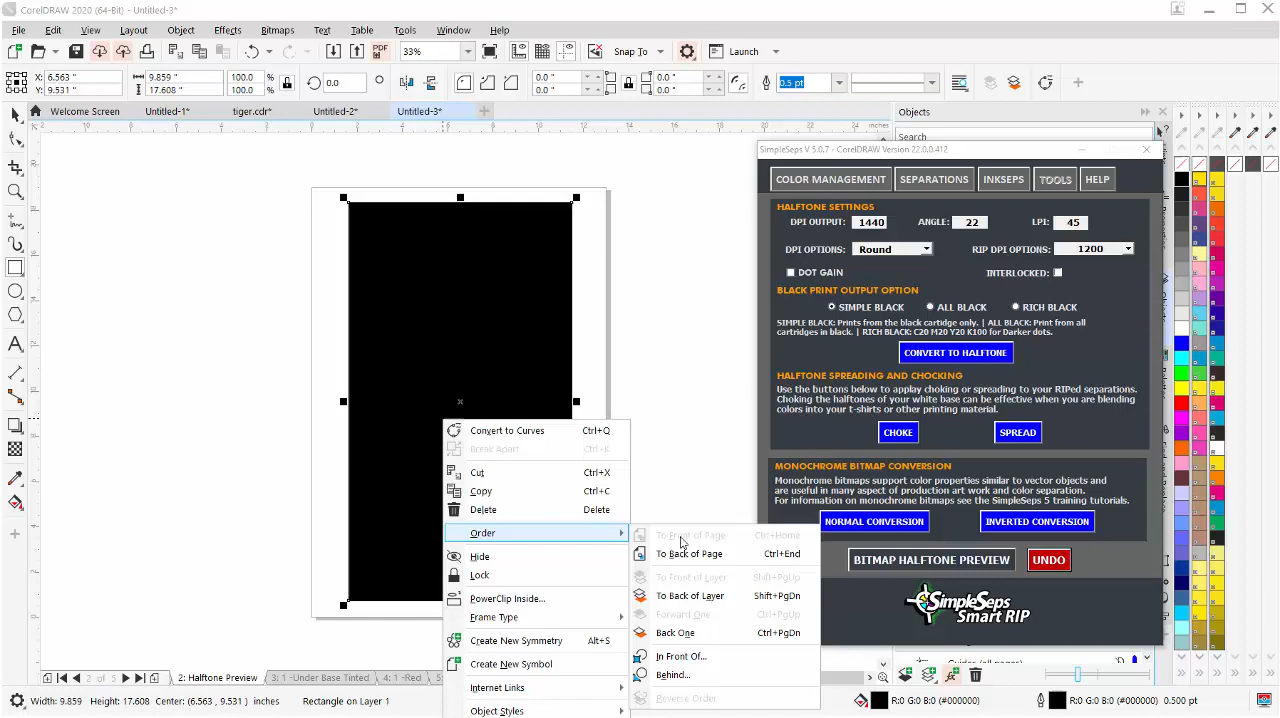 CorelDRAW 2020 (64-Bit) - Untitled-3*
File Edit View Layout Object Effects Bitmaps Text Table Tools Window Help
PDF 33% Snap To Launch
X: 6.563 " 9.859 " 100.0 % 0.0 0.0 " 0.0 " 0.5 pt
Y: 9.531 " 17.608 " 100.0 % 0.0 " 0.0 "
Welcome Screen Untitled-1* tiger.cdr* Untitled-2* Untitled-3*
Objects
Search
inches
SimpleSeps V 5.0.7 - CorelDRAW Version 22.0.0.412
COLOR MANAGEMENT SEPARATIONS INKSEPS TOOLS HELP
HALFTONE SETTINGS
DPI OUTPUT: 1440 ANGLE: 22 LPI: 45
DPI OPTIONS: Round RIP DPI OPTIONS: 1200
DOT GAIN INTERLOCKED:
BLACK PRINT OUTPUT OPTION
SIMPLE BLACK ALL BLACK RICH BLACK
SIMPLE BLACK: Prints from the black cartidge only. | ALL BLACK: Print from all
cartridges in black. | RICH BLACK: C20 M20 Y20 K100 for Darker dots.
CONVERT TO HALFTONE
HALFTONE SPREADING AND CHOCKING
Use the buttons below to applay choking or spreading to your RIPed separations.
Choking the halftones of your white base can be effective when you are blending
colors into your t-shirts or other printing material.
CHOKE SPREAD
MONOCHROME BITMAP CONVERSION
Monochrome bitmaps support color properties similar to vector objects and
are useful in many aspect of production art work and color separation.
For information on monochrome bitmaps see the SimpleSeps 5 training tutorials.
NORMAL CONVERSION INVERTED CONVERSION
BITMAP HALFTONE PREVIEW UNDO
SimpleSeps
Smart RIP
Convert to Curves Ctrl+Q
Break Apart Ctrl+K
Cut Ctrl+X
Copy Ctrl+C
Delete Delete
Order
Hide
Lock
PowerClip Inside...
Frame Type
Create New Symmetry Alt+S
Create New Symbol
Internet Links
Object Styles
To Front of Page Ctrl+Home
To Back of Page Ctrl+End
To Front of Layer Shift+PgUp
To Back of Layer Shift+PgDn
Forward One Ctrl+PgUp
Back One Ctrl+PgDn
In Front Of...
Behind...
Reverse Order
Guides (all pages)
2 of 5 2: Halftone Preview 3: 1 -Under Base Tinted 4: 1 -Red
Width: 9.859 Height: 17.608 Center: (6.563 , 9.531 ) inches Rectangle on Layer 1 R:0 G:0 B:0 (#000000) R:0 G:0 B:0 (#000000) 0.500 pt